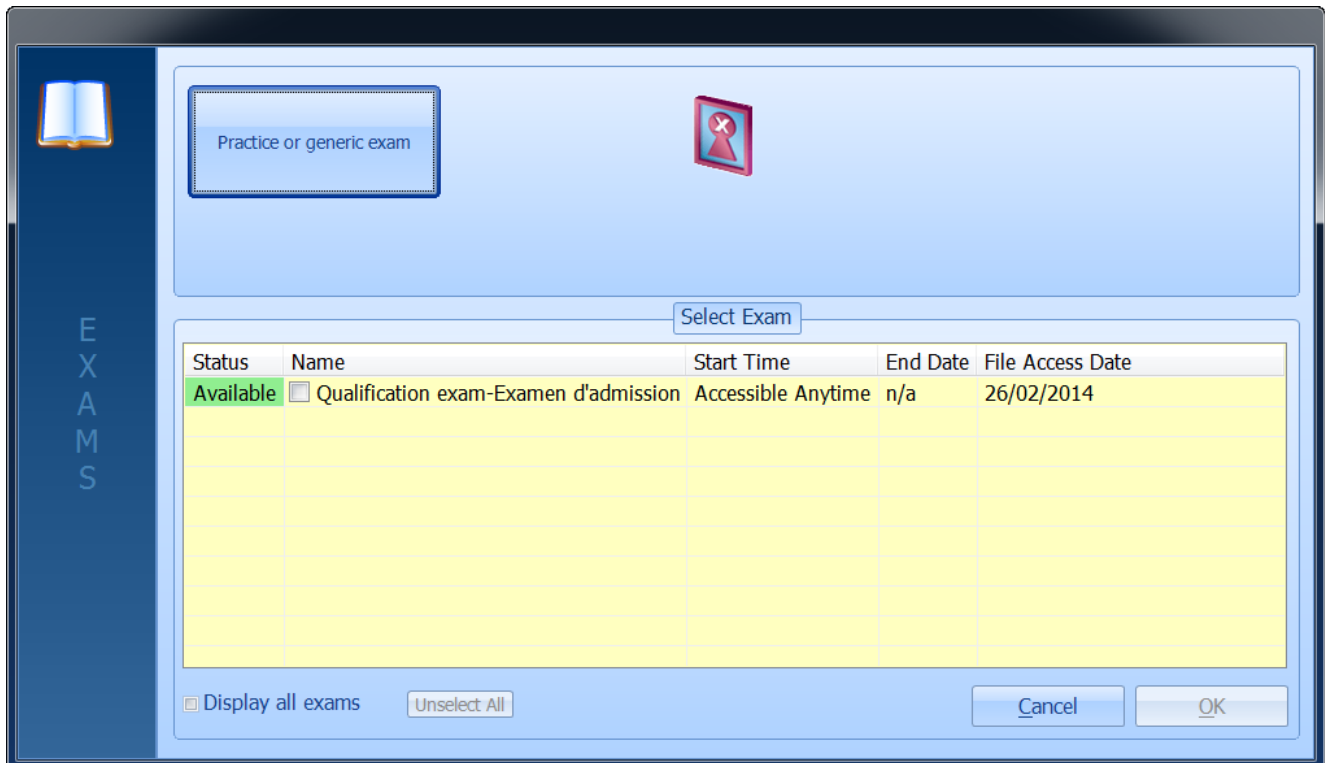 Practice or generic exam
EXAMS
Select Exam
Status Name Start Time End Date File Access Date
Available Qualification exam-Examen d'admission Accessible Anytime n/a 26/02/2014
Display all exams Unselect All Cancel OK